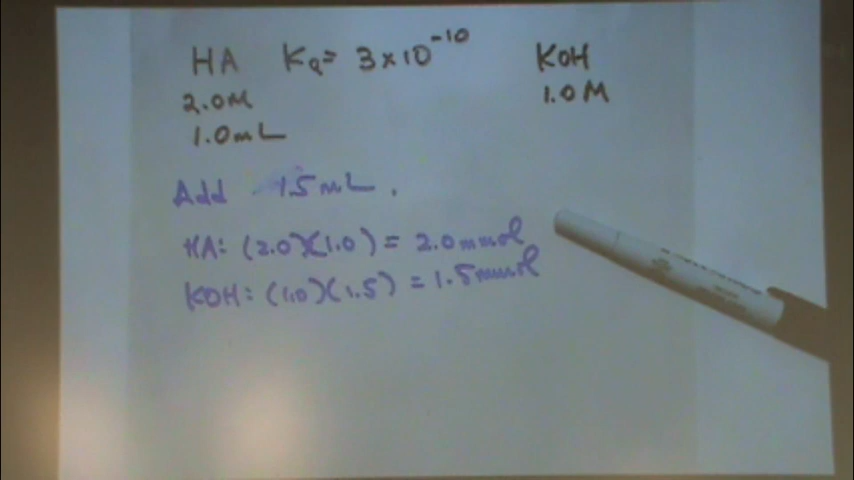 HA Ka= 3×10⁻¹⁰ KOH
2.0M 1.0M
1.0mL
Add 1.5mL.
HA: (2.0)(1.0) = 2.0mmol
KOH: (1.0)(1.5) = 1.5mmol